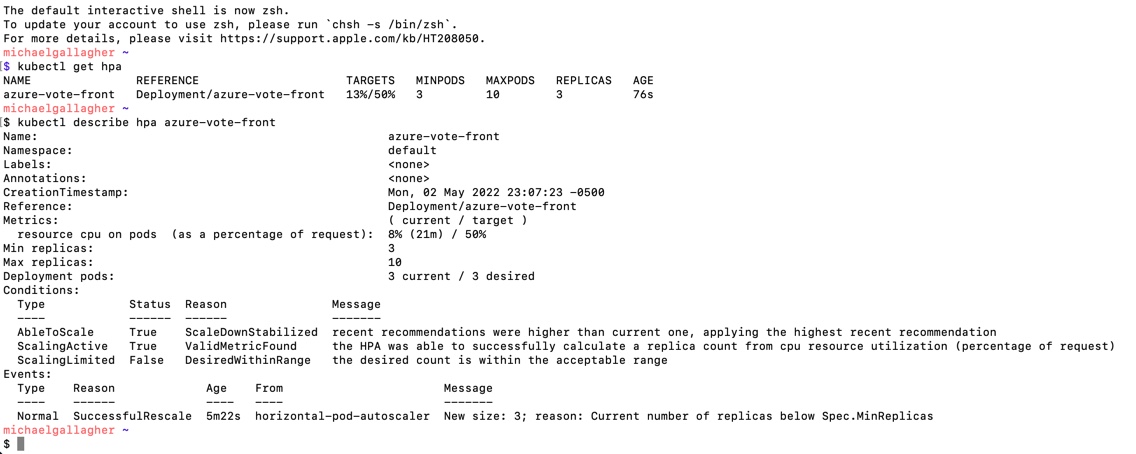 The default interactive shell is now zsh.
To update your account to use zsh, please run `chsh -s /bin/zsh`.
For more details, please visit https://support.apple.com/kb/HT208050.
michaelgallagher ~
[$ kubectl get hpa
NAME               REFERENCE                     TARGETS   MINPODS   MAXPODS   REPLICAS   AGE
azure-vote-front   Deployment/azure-vote-front   13%/50%   3         10        3          76s
michaelgallagher ~
[$ kubectl describe hpa azure-vote-front
Name:                                                  azure-vote-front
Namespace:                                             default
Labels:                                                <none>
Annotations:                                           <none>
CreationTimestamp:                                     Mon, 02 May 2022 23:07:23 -0500
Reference:                                             Deployment/azure-vote-front
Metrics:                                               ( current / target )
  resource cpu on pods  (as a percentage of request):  8% (21m) / 50%
Min replicas:                                          3
Max replicas:                                          10
Deployment pods:                                       3 current / 3 desired
Conditions:
  Type            Status  Reason              Message
  ----            ------  ------              -------
  AbleToScale     True    ScaleDownStabilized  recent recommendations were higher than current one, applying the highest recent recommendation
  ScalingActive   True    ValidMetricFound    the HPA was able to successfully calculate a replica count from cpu resource utilization (percentage of request)
  ScalingLimited  False   DesiredWithinRange  the desired count is within the acceptable range
Events:
  Type    Reason             Age    From                       Message
  ----    ------             ----   ----                       -------
  Normal  SuccessfulRescale  5m22s  horizontal-pod-autoscaler  New size: 3; reason: Current number of replicas below Spec.MinReplicas
michaelgallagher ~
$